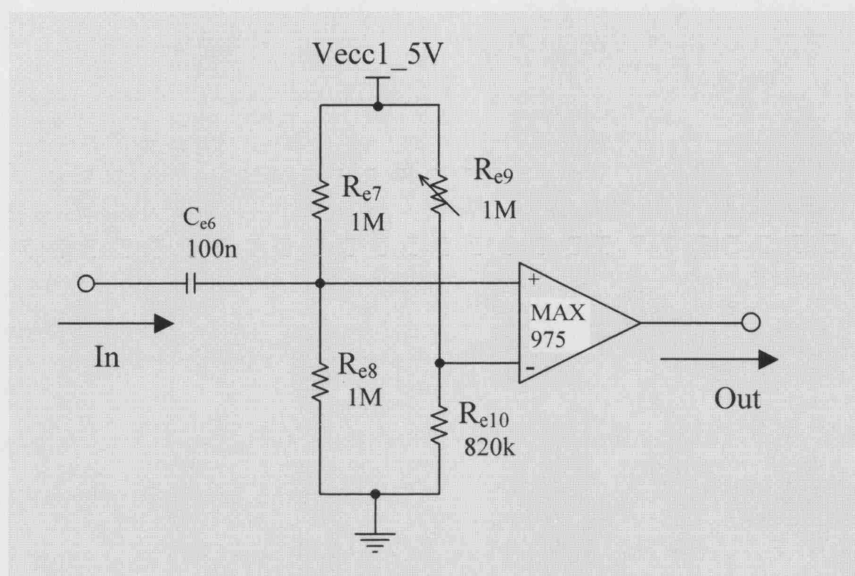 Vecc1_5V
Re7
1M
Re9
1M
Ce6
100n
+
MAX
975
-
In
Re8
1M
Re10
820k
Out